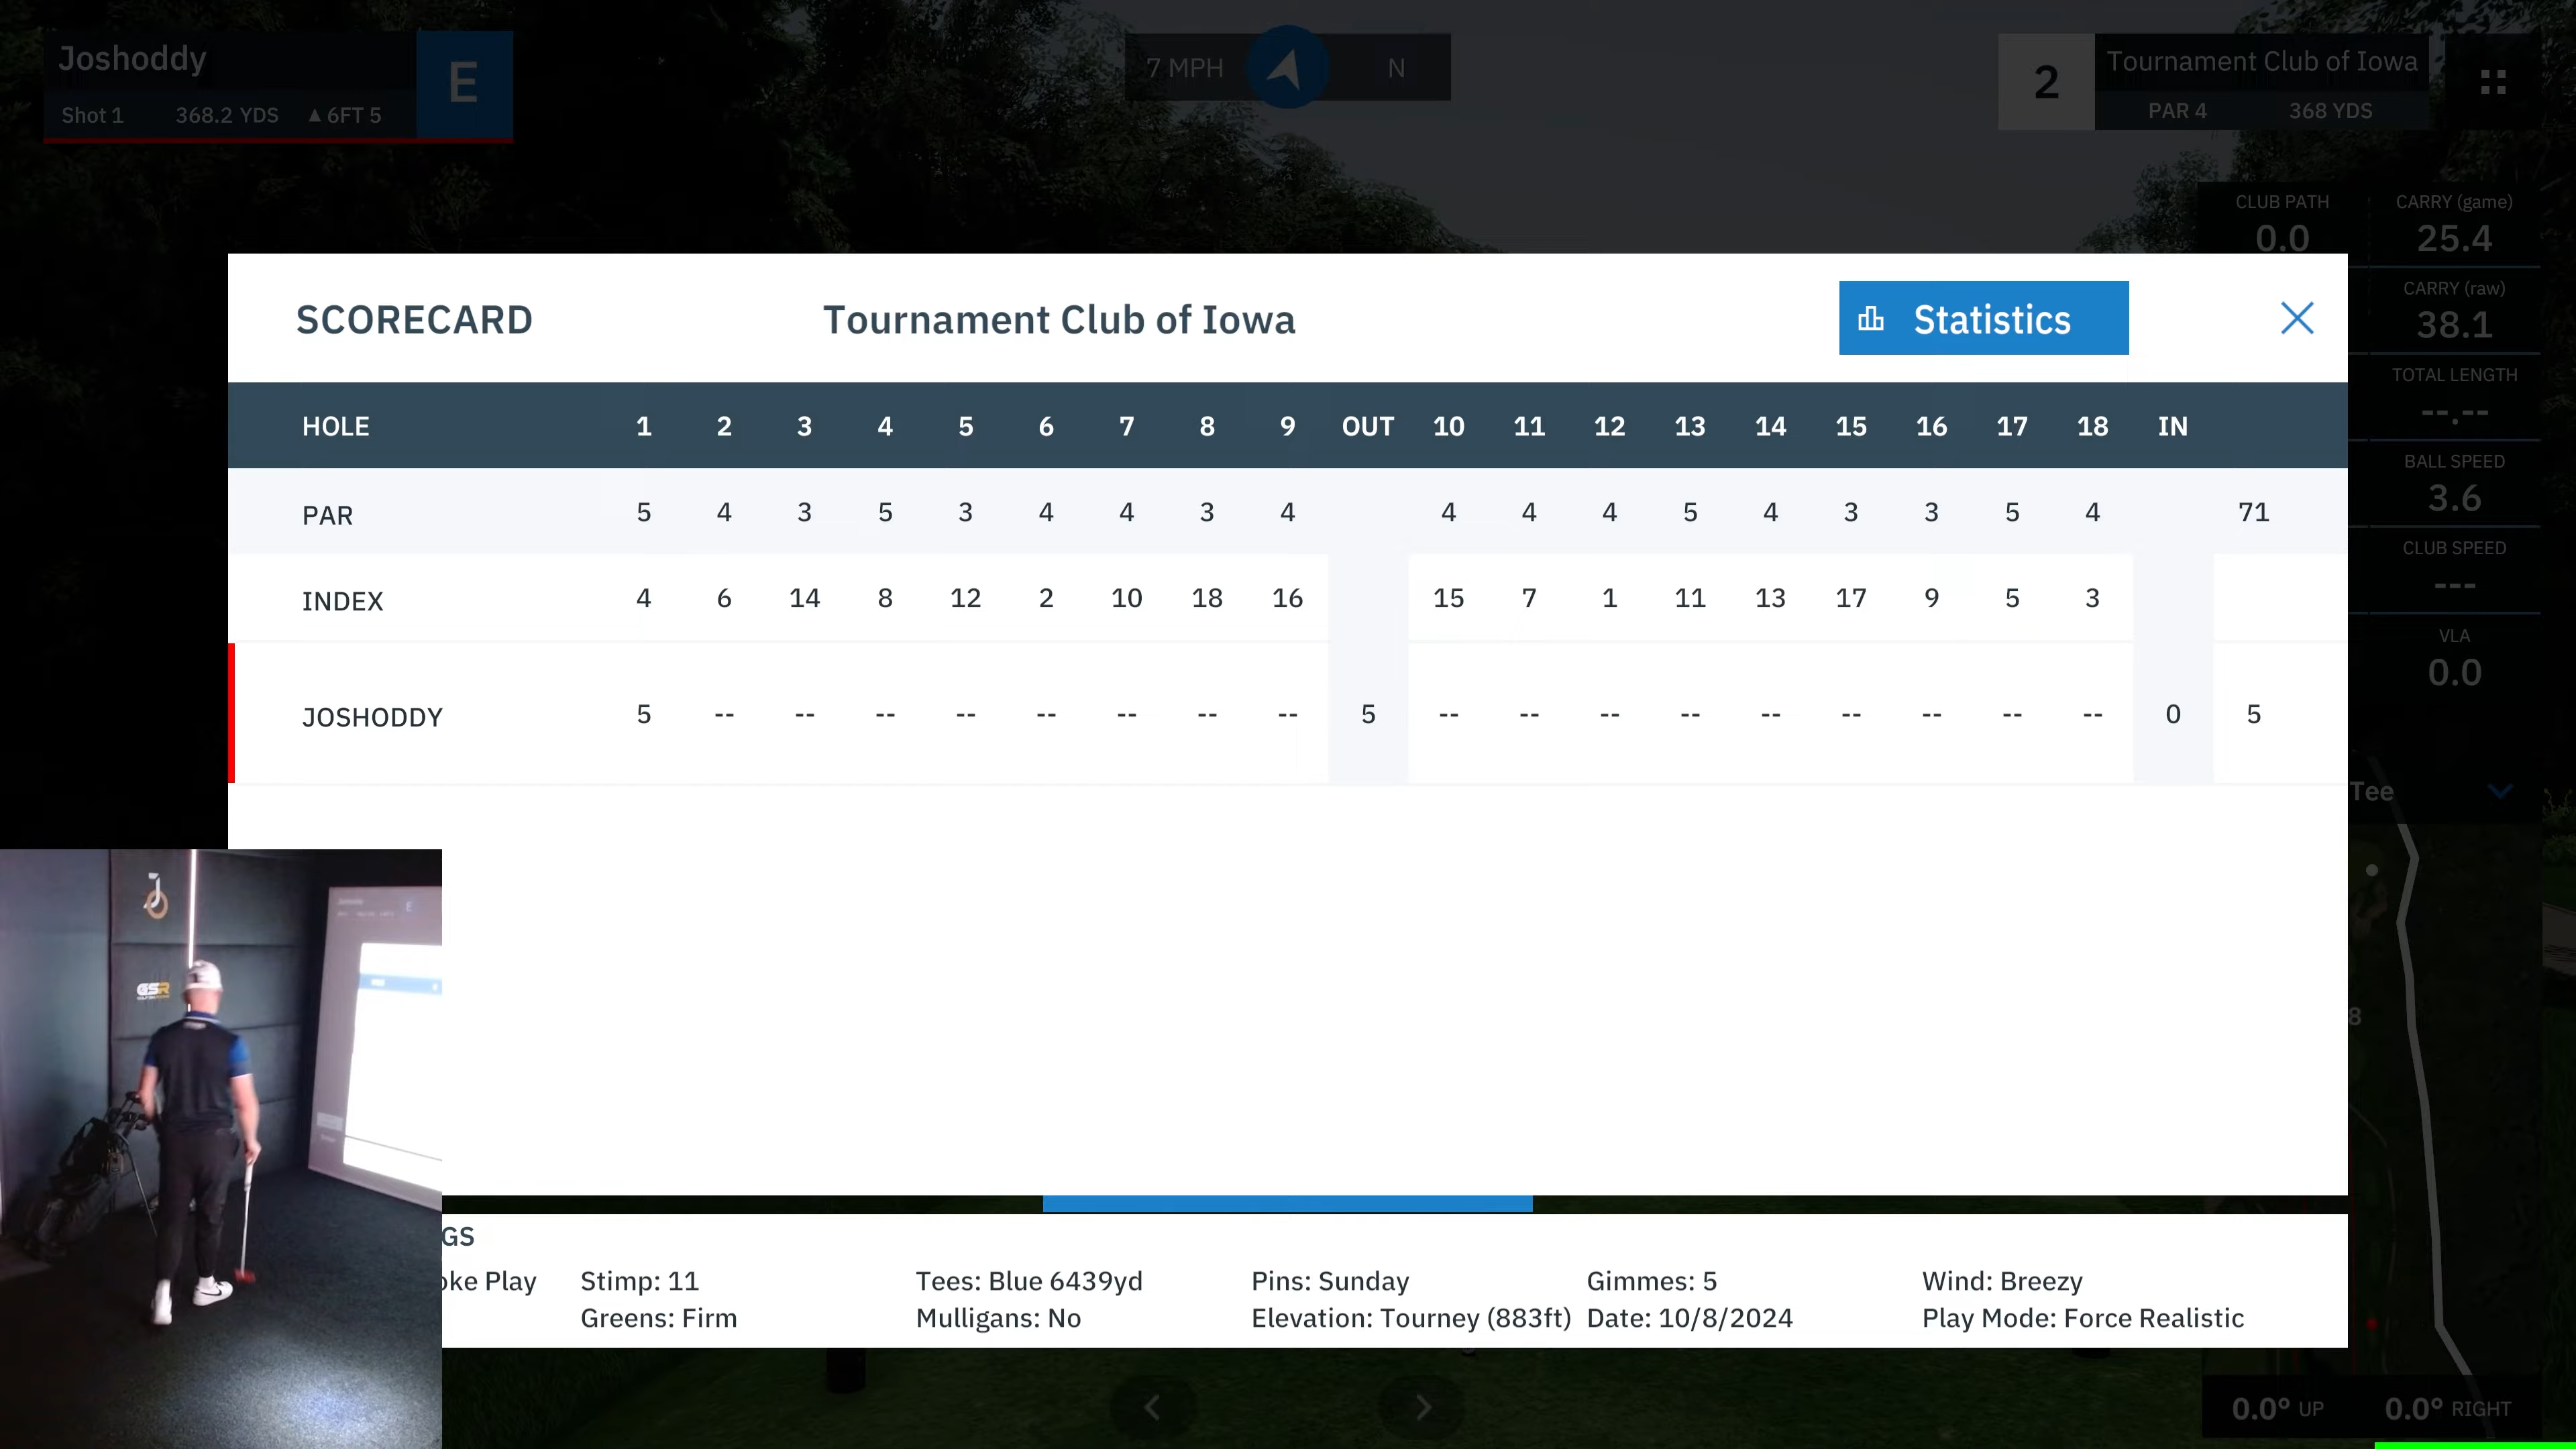 Joshoddy
E
Shot 1 368.2 YDS ▲6FT 5
7 MPH N
2
Tournament Club of Iowa
PAR 4 368 YDS
CLUB PATH
0.0
CARRY (game)
25.4
CARRY (raw)
38.1
TOTAL LENGTH
--.--
BALL SPEED
3.6
CLUB SPEED
---
VLA
0.0
SCORECARD Tournament Club of Iowa Statistics
HOLE 1 2 3 4 5 6 7 8 9 OUT 10 11 12 13 14 15 16 17 18 IN
PAR 5 4 3 5 3 4 4 3 4 4 4 4 5 4 3 3 5 4 71
INDEX 4 6 14 8 12 2 10 18 16 15 7 1 11 13 17 9 5 3
JOSHODDY 5 -- -- -- -- -- -- -- -- 5 -- -- -- -- -- -- -- -- -- 0 5
Tee
8
GSR
GS
oke Play Stimp: 11 Tees: Blue 6439yd Pins: Sunday Gimmes: 5 Wind: Breezy
Greens: Firm Mulligans: No Elevation: Tourney (883ft) Date: 10/8/2024 Play Mode: Force Realistic
0.0° UP 0.0° RIGHT